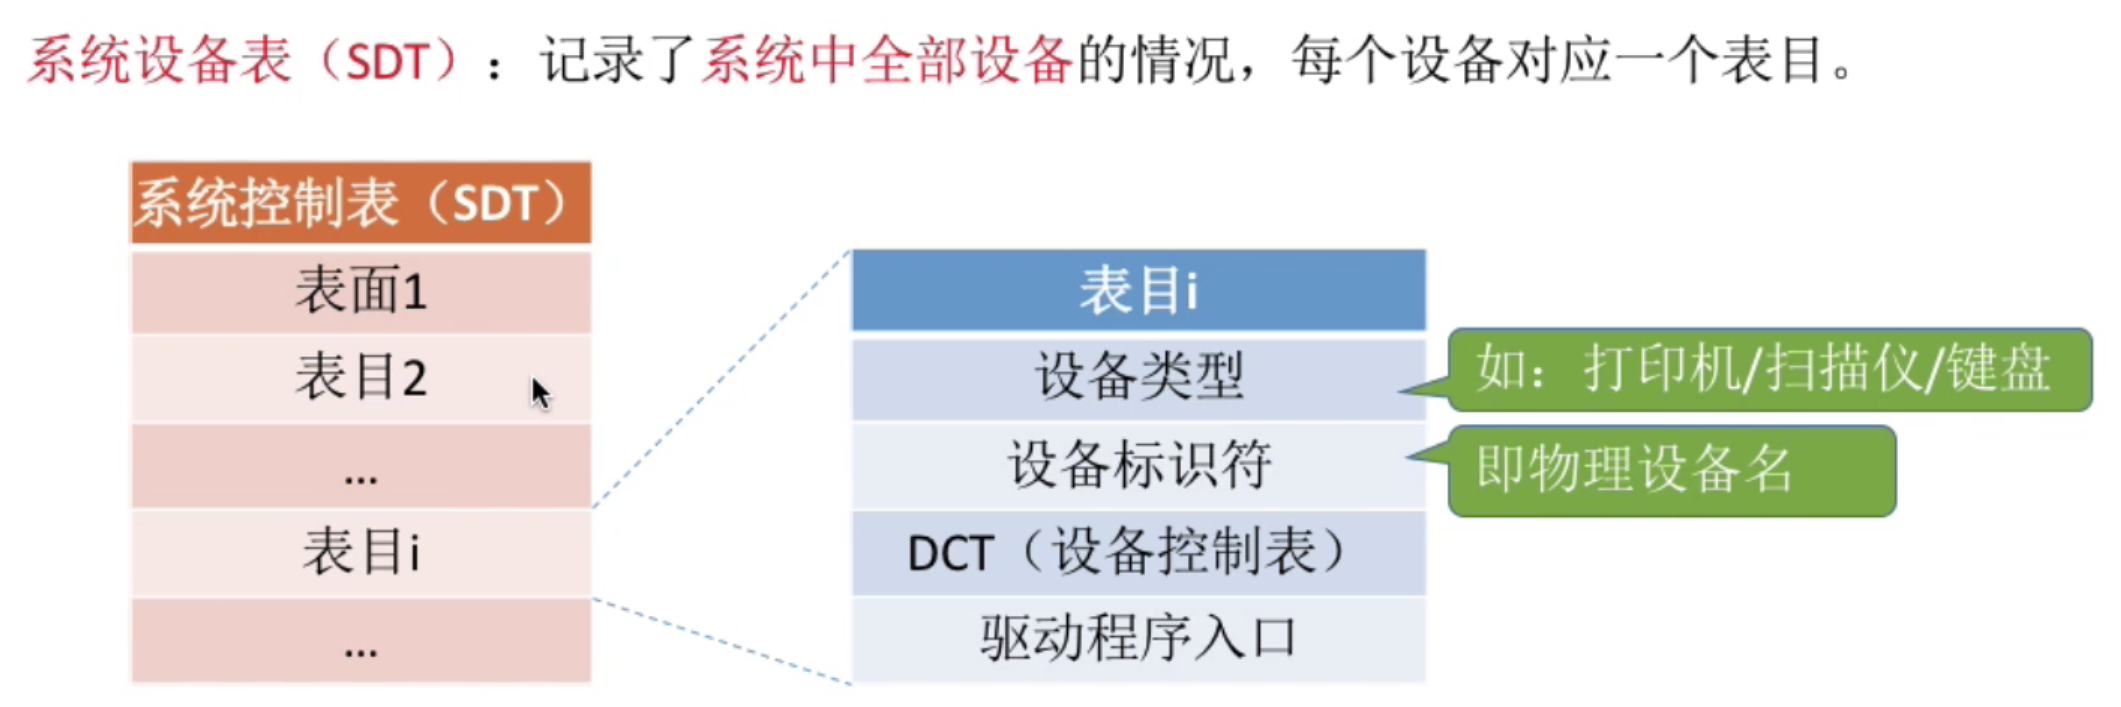 系统设备表（SDT）：记录了系统中全部设备的情况，每个设备对应一个表目。
系统控制表（SDT）
表面1
表目2
...
表目i
...
表目i
设备类型
设备标识符
DCT（设备控制表）
驱动程序入口
如：打印机/扫描仪/键盘
即物理设备名